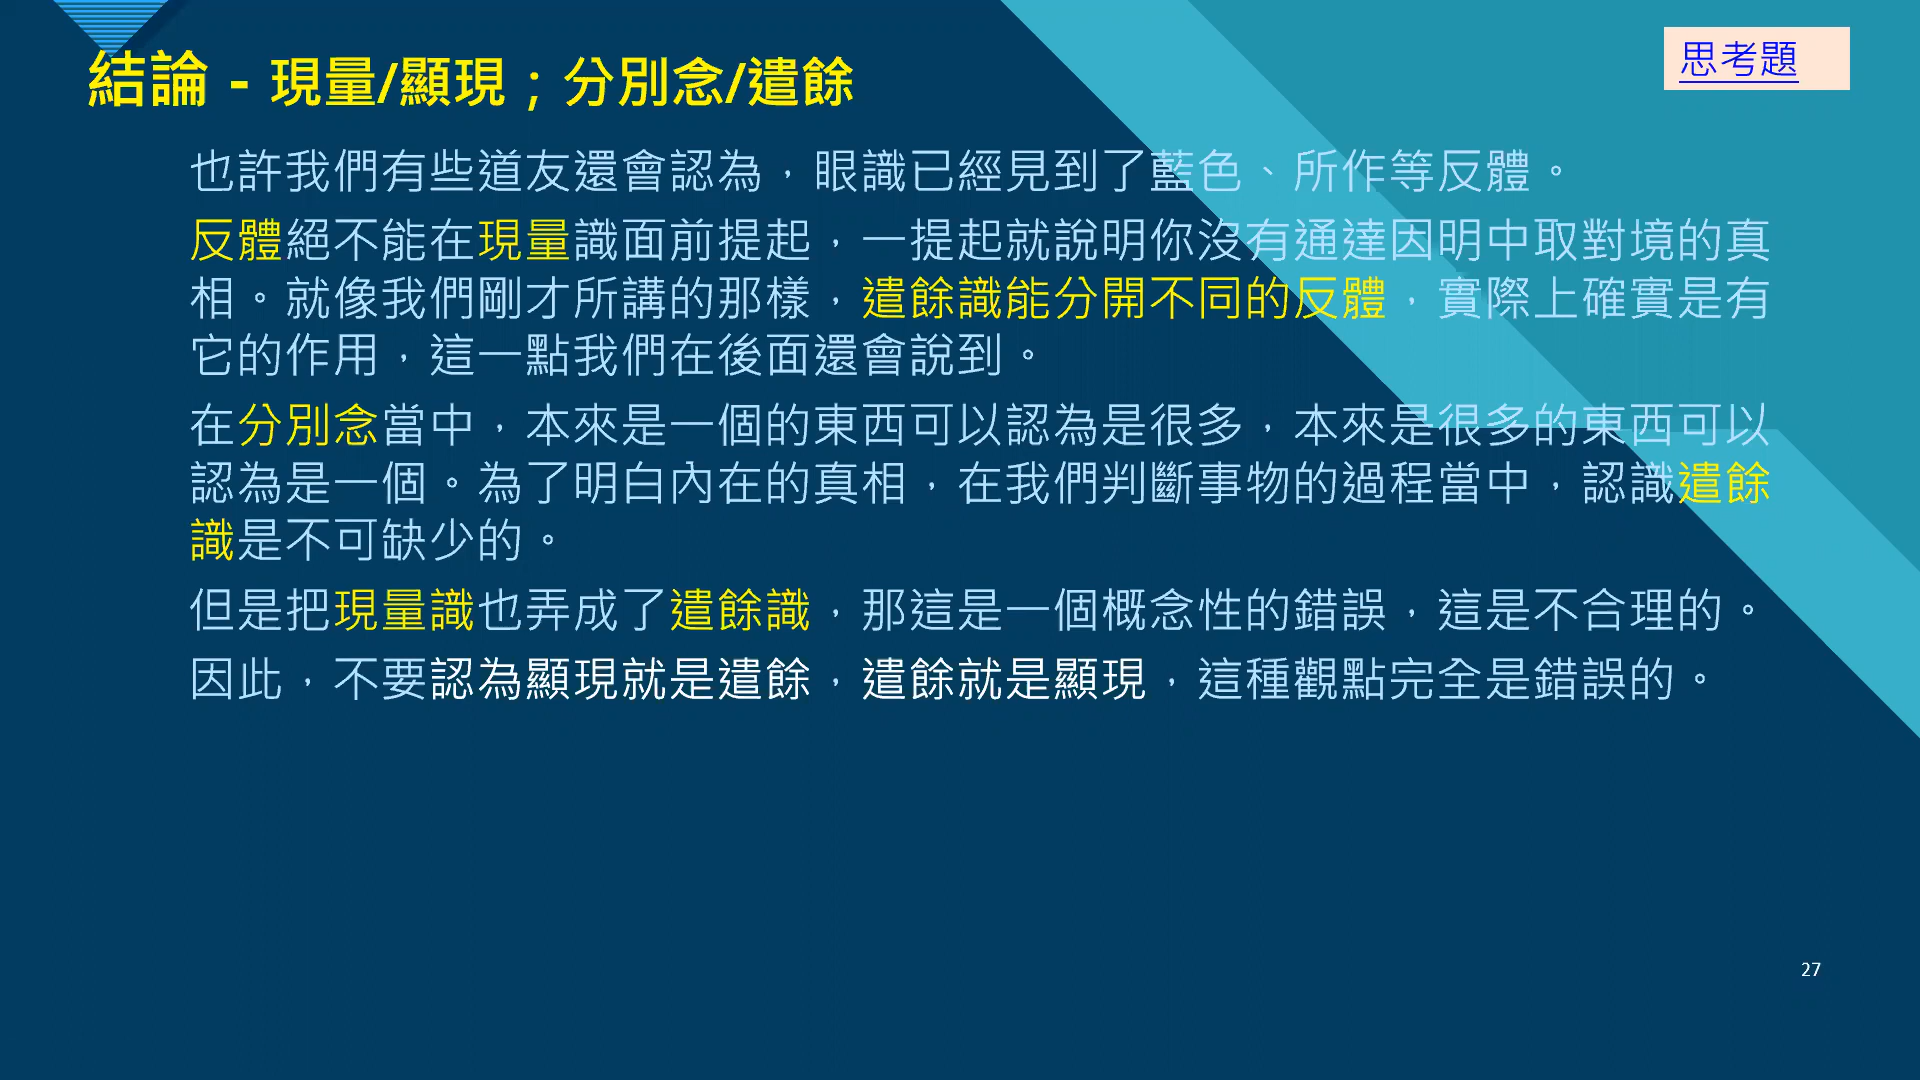 結論 - 現量/顯現；分別念/遣餘
思考題
也許我們有些道友還會認為，眼識已經見到了藍色、所作等反體。
反體絕不能在現量識面前提起，一提起就說明你沒有通達因明中取對境的真
相。就像我們剛才所講的那樣，遣餘識能分開不同的反體，實際上確實是有
它的作用，這一點我們在後面還會說到。
在分別念當中，本來是一個的東西可以認為是很多，本來是很多的東西可以
認為是一個。為了明白內在的真相，在我們判斷事物的過程當中，認識遣餘
識是不可缺少的。
但是把現量識也弄成了遣餘識，那這是一個概念性的錯誤，這是不合理的。
因此，不要認為顯現就是遣餘，遣餘就是顯現，這種觀點完全是錯誤的。
27